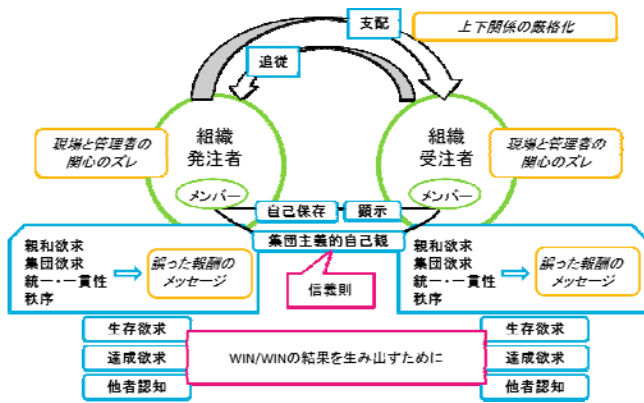 支配
上下関係の厳格化
追従
組織
発注者
組織
受注者
現場と管理者の
関心のズレ
現場と管理者の
関心のズレ
メンバー
メンバー
自己保存
顕示
集団主義的自己観
親和欲求
集団欲求
統一・一貫性
秩序
誤った報酬の
メッセージ
信義則
親和欲求
集団欲求
統一・一貫性
秩序
誤った報酬の
メッセージ
生存欲求
達成欲求
他者認知
WIN/WINの結果を生み出すために
生存欲求
達成欲求
他者認知